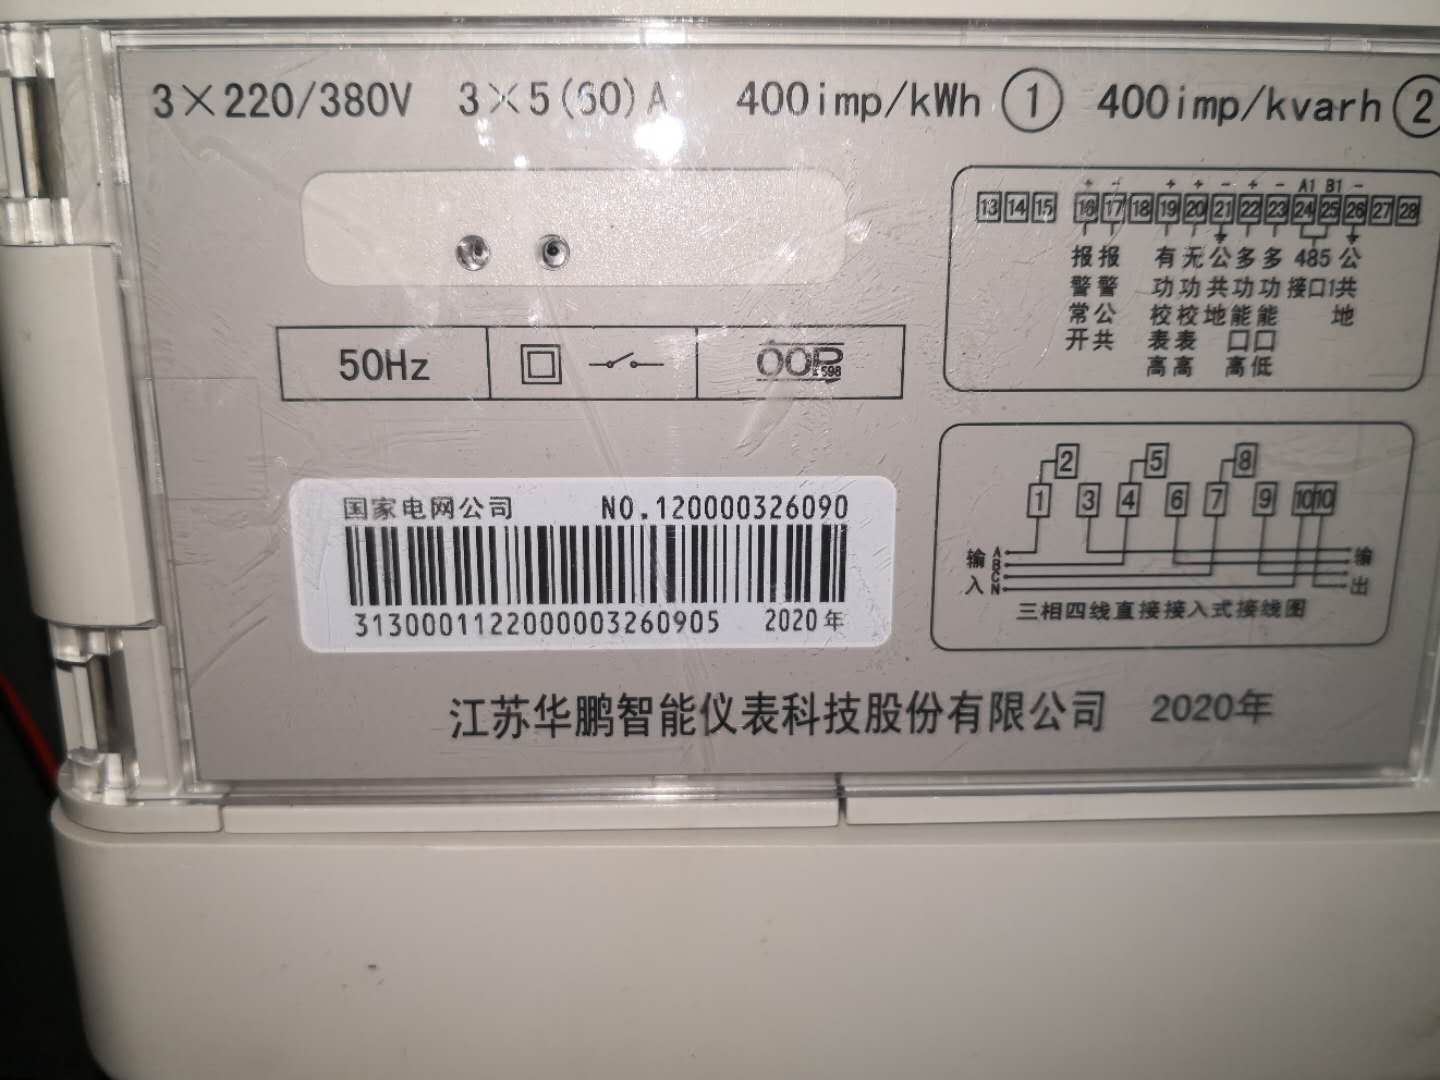 3×220/380V 3×5(60)A 400imp/kWh ① 400imp/kvarh ②
+ - + + - + - A1 B1 -
13 14 15 16 17 18 19 20 21 22 23 24 25 26 27 28
报警常开 报警公共 有功校表高 无功校表高 公共地 多功能口高 多功能口低 485接口1 公共地
50Hz
国家电网公司 NO.120000326090
3130001122000003260905 2020年
2 5 8
1 3 4 6 7 9 10 10
输入 A B C N 输出
三相四线直接接入式接线图
江苏华鹏智能仪表科技股份有限公司 2020年